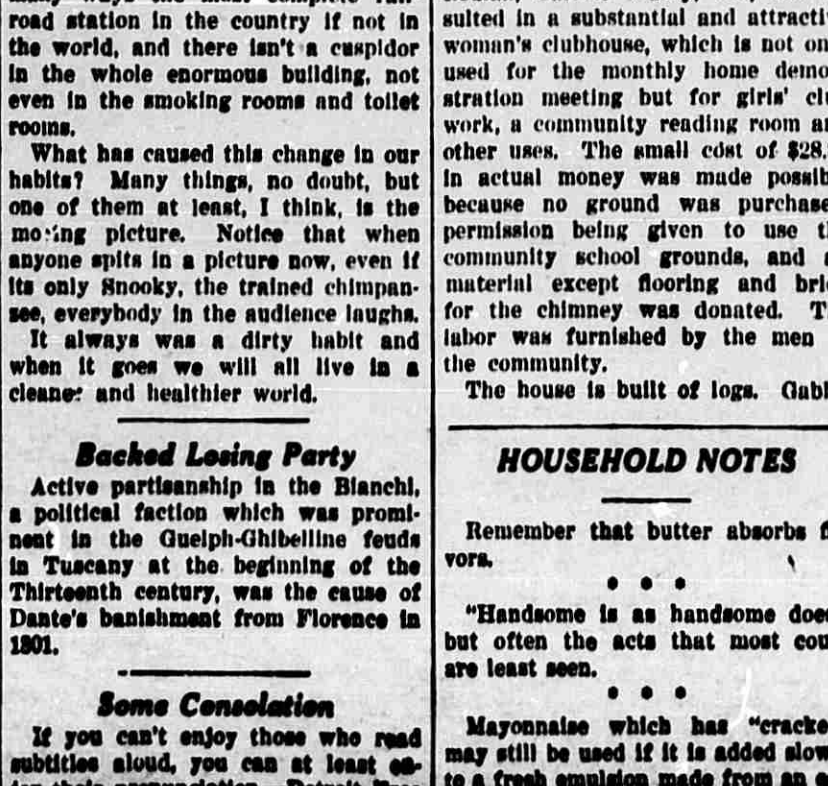 road station in the country if not in
the world, and there isn't a cuspidor
in the whole enormous building, not
even in the smoking rooms and toilet
rooms.
What has caused this change in our
habits? Many things, no doubt, but
one of them at least, I think, is the
picture. Notice that when
anyone spits in a picture now, even if
its only Snooky, the trained chimpan-
see, everybody in the audience laughs.
It always was a dirty habit and
when it goes we will all live in a
cleaner and healthier world.
Backed Losing Party
Active partisanship in the Bianchi,
a political faction which was promi-
nent in the Guelph-Ghibelline feuds
in Tuscany at the beginning of the
Thirteenth century, was the cause of
Dante's banishment from Florence in
1301.
Some Consolation
If you can't enjoy those who read
subtitles aloud, you can at least en-
sulted in a substantial and attracti
woman's clubhouse, which is not on
used for the monthly home demo
stration meeting but for girls' cl
work, a community reading room a
other uses. The small cost of $28.
in actual money was made possib
because no ground was purchase
permission being given to use t
community school grounds, and a
material except flooring and bri
for the chimney was donated. T
labor was furnished by the men
the community.
The house is built of logs. Gabl
HOUSEHOLD NOTES
Remember that butter absorbs f
vors.
• • •
"Handsome is as handsome doe
but often the acts that most cou
are least seen.
• • •
Mayonnaise which has "cracke
may still be used if it is added slow
to a fresh emulsion made from an